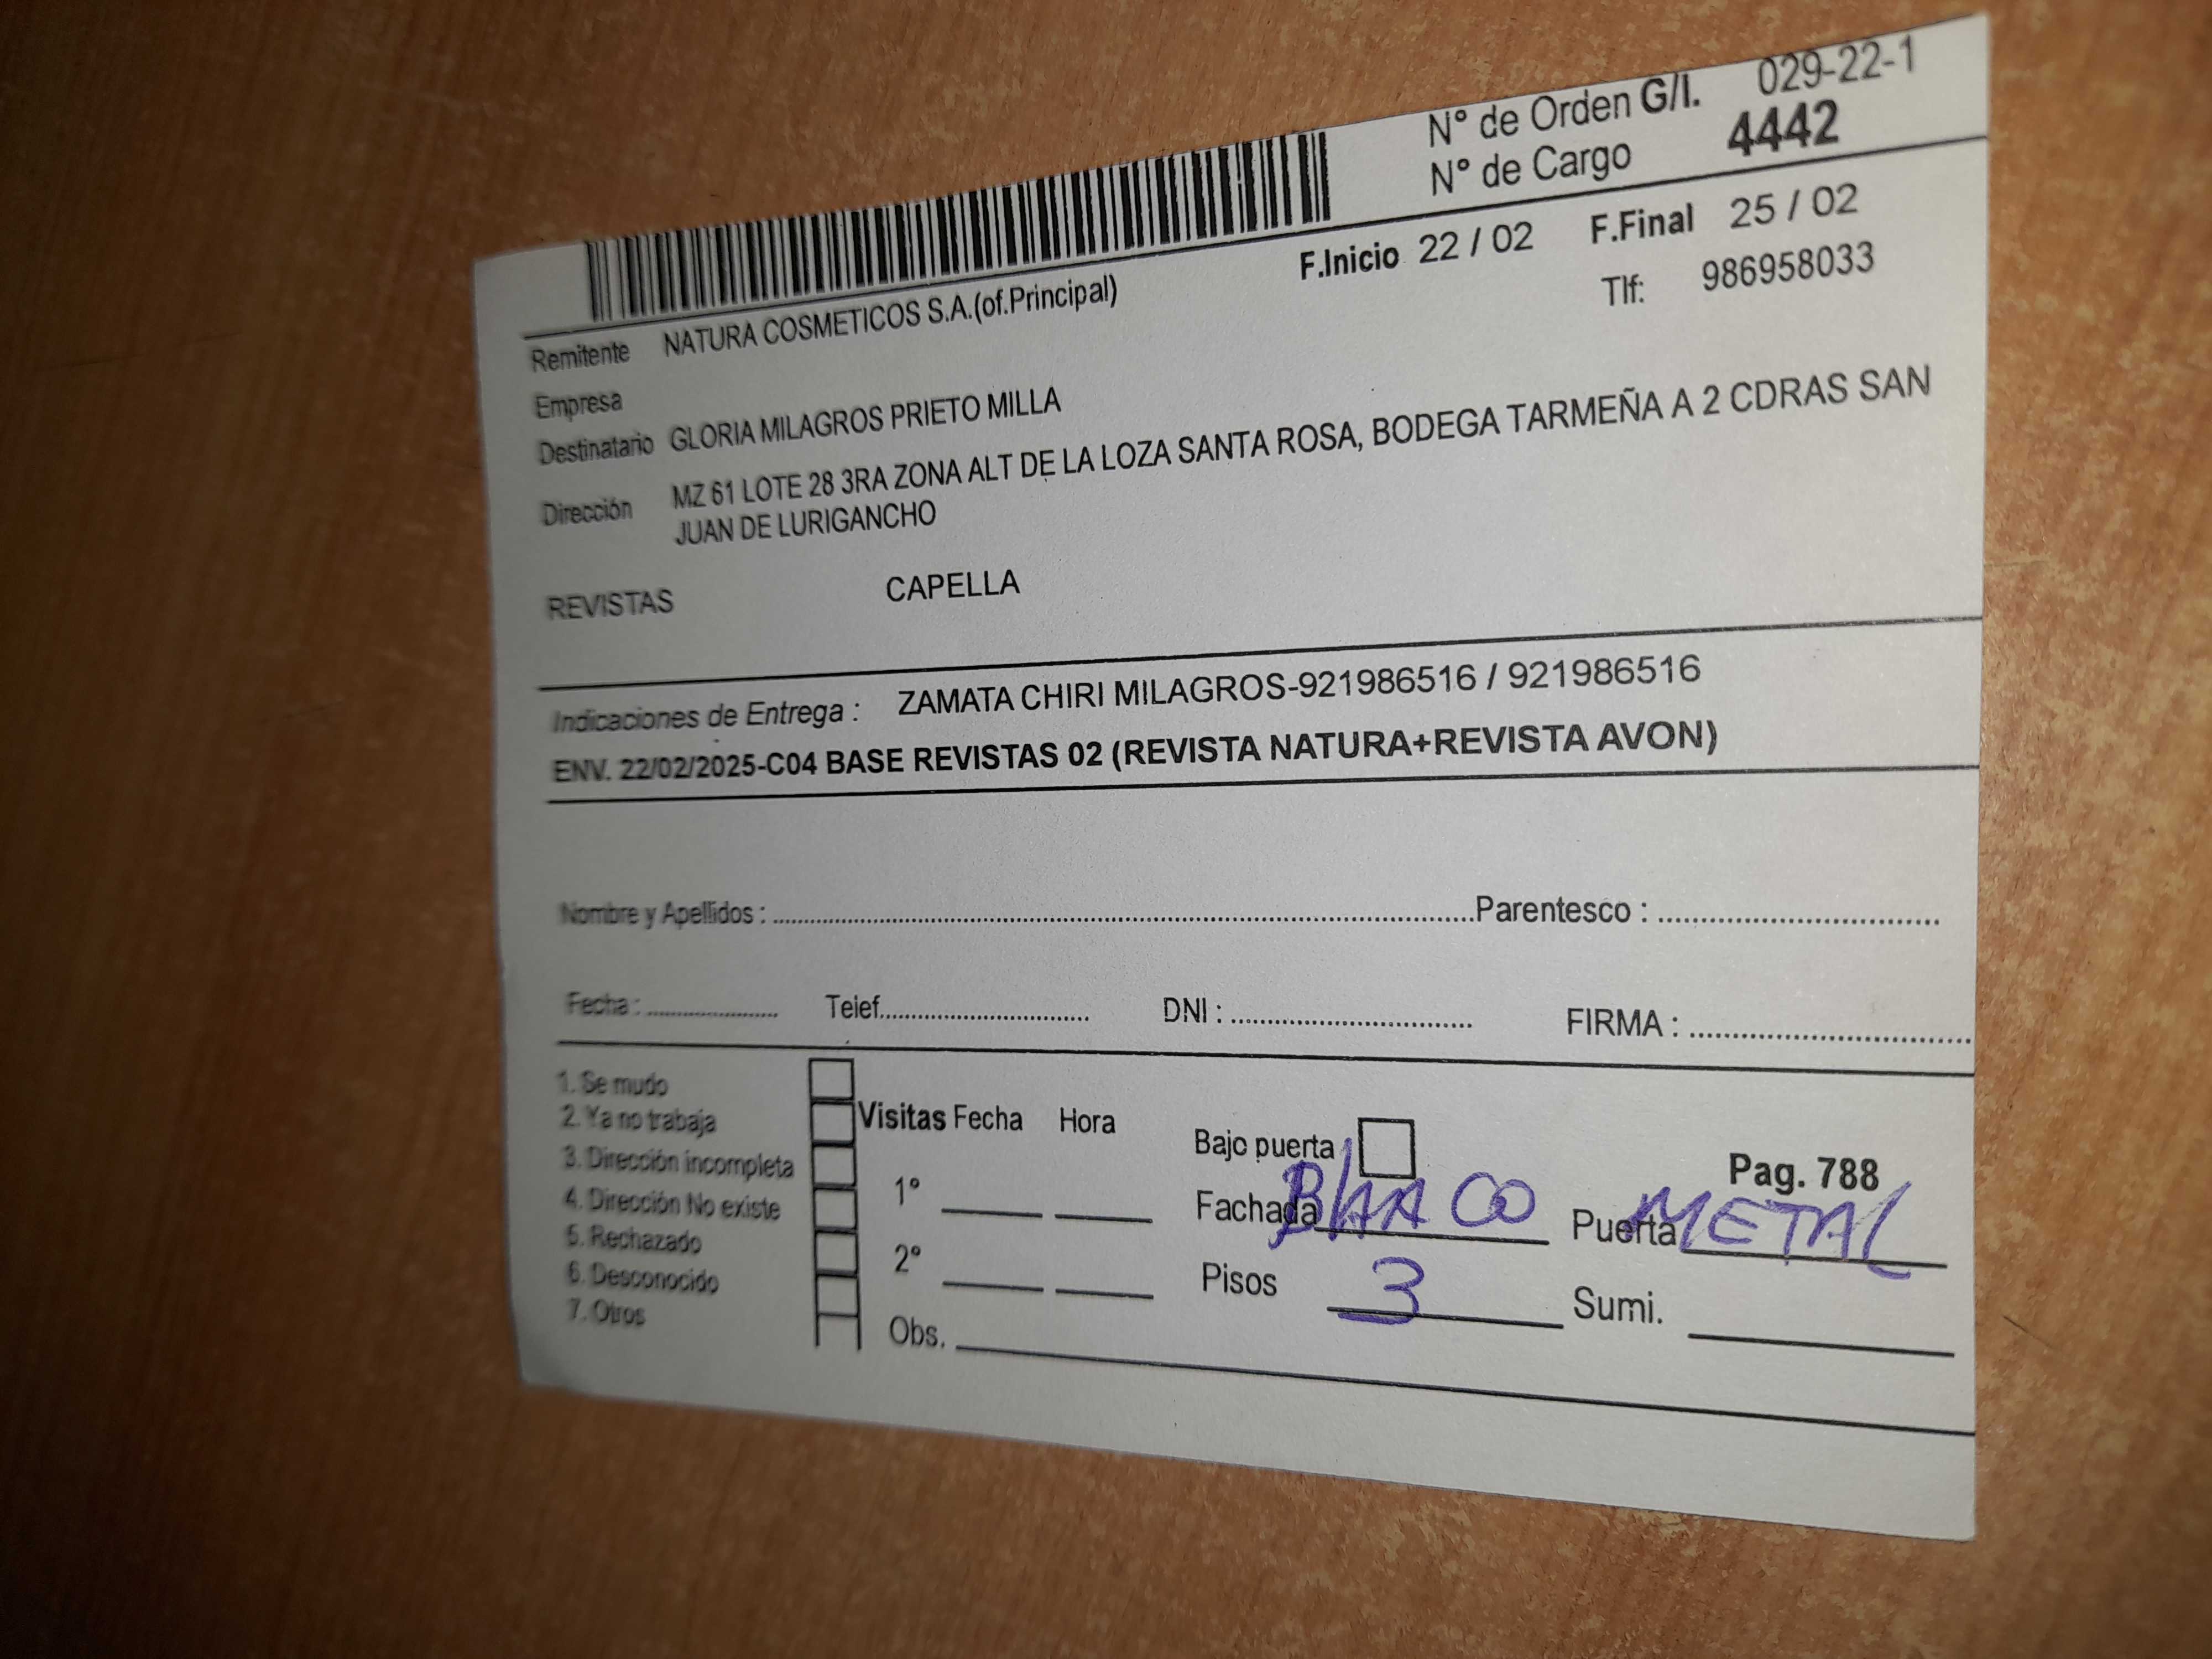 N° de Orden G/I. 029-22-1
N° de Cargo 4442
F.Inicio 22 / 02 F.Final 25 / 02
Remitente NATURA COSMETICOS S.A.(of.Principal) Tlf: 986958033
Empresa
Destinatario GLORIA MILAGROS PRIETO MILLA
Dirección MZ 61 LOTE 28 3RA ZONA ALT DE LA LOZA SANTA ROSA, BODEGA TARMEÑA A 2 CDRAS SAN
JUAN DE LURIGANCHO
REVISTAS CAPELLA
Indicaciones de Entrega : ZAMATA CHIRI MILAGROS-921986516 / 921986516
ENV. 22/02/2025-C04 BASE REVISTAS 02 (REVISTA NATURA+REVISTA AVON)
Nombre y Apellidos : Parentesco :
Fecha : Telef. DNI : FIRMA :
1. Se mudo
2. Ya no trabaja
3. Dirección incompleta
4. Dirección No existe
5. Rechazado
6. Desconocido
7. Otros
Visitas Fecha Hora
1°
2°
Obs.
Bajo puerta
Pag. 788
Fachada BLANCO Puerta METAL
Pisos 3 Sumi.